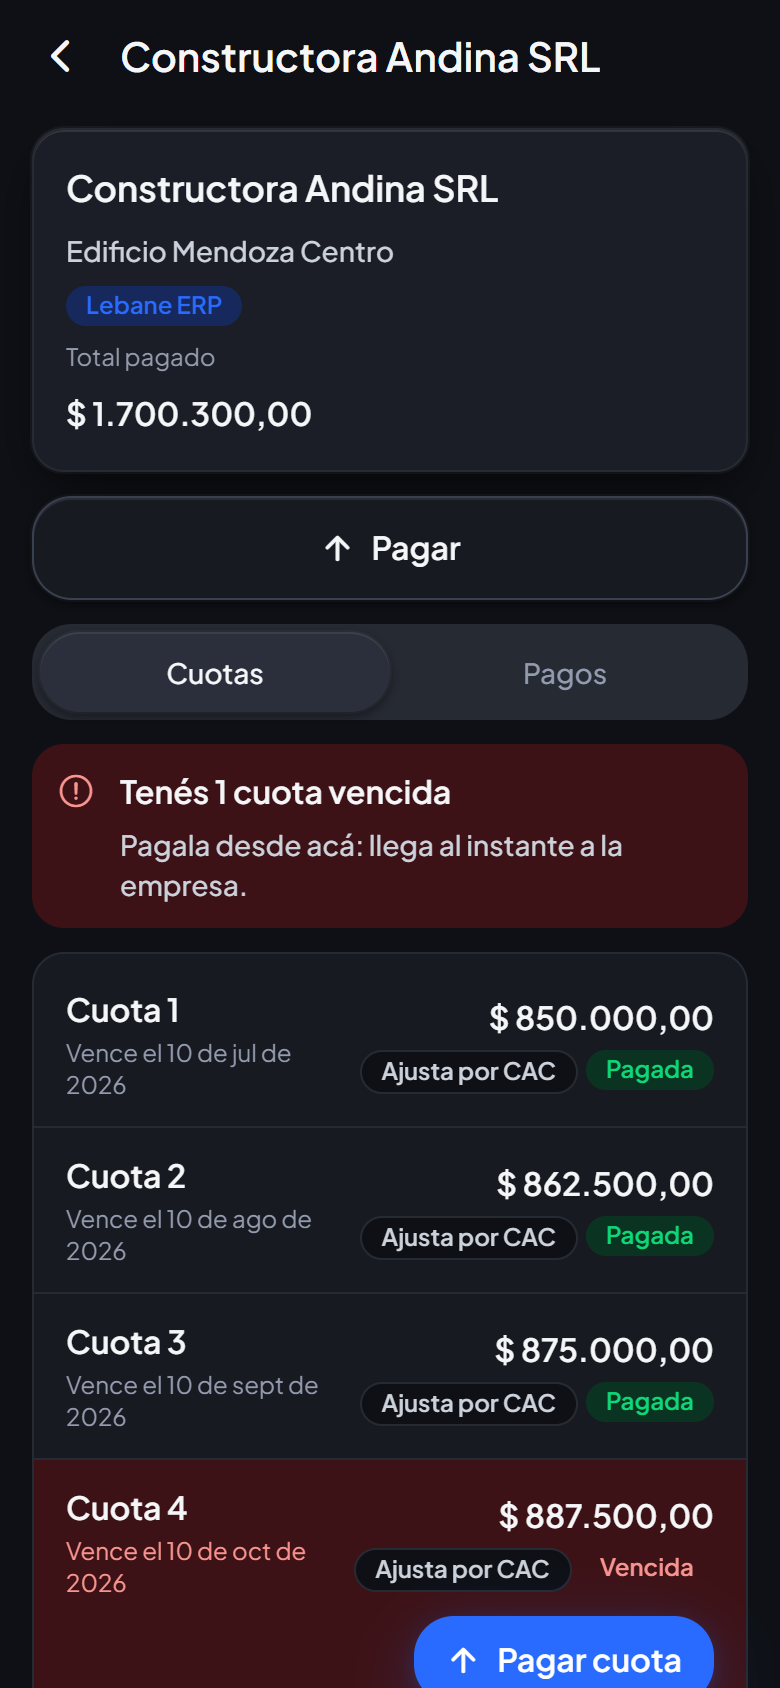 Constructora Andina SRL
Constructora Andina SRL
Edificio Mendoza Centro
Lebane ERP
Total pagado
$ 1.700.300,00
Pagar
Cuotas
Pagos
Tenés 1 cuota vencida
Pagala desde acá: llega al instante a la
empresa.
Cuota 1
$ 850.000,00
Vence el 10 de jul de
2026
Ajusta por CAC
Pagada
Cuota 2
$ 862.500,00
Vence el 10 de ago de
2026
Ajusta por CAC
Pagada
Cuota 3
$ 875.000,00
Vence el 10 de sept de
2026
Ajusta por CAC
Pagada
Cuota 4
$ 887.500,00
Vence el 10 de oct de
2026
Ajusta por CAC
Vencida
Pagar cuota